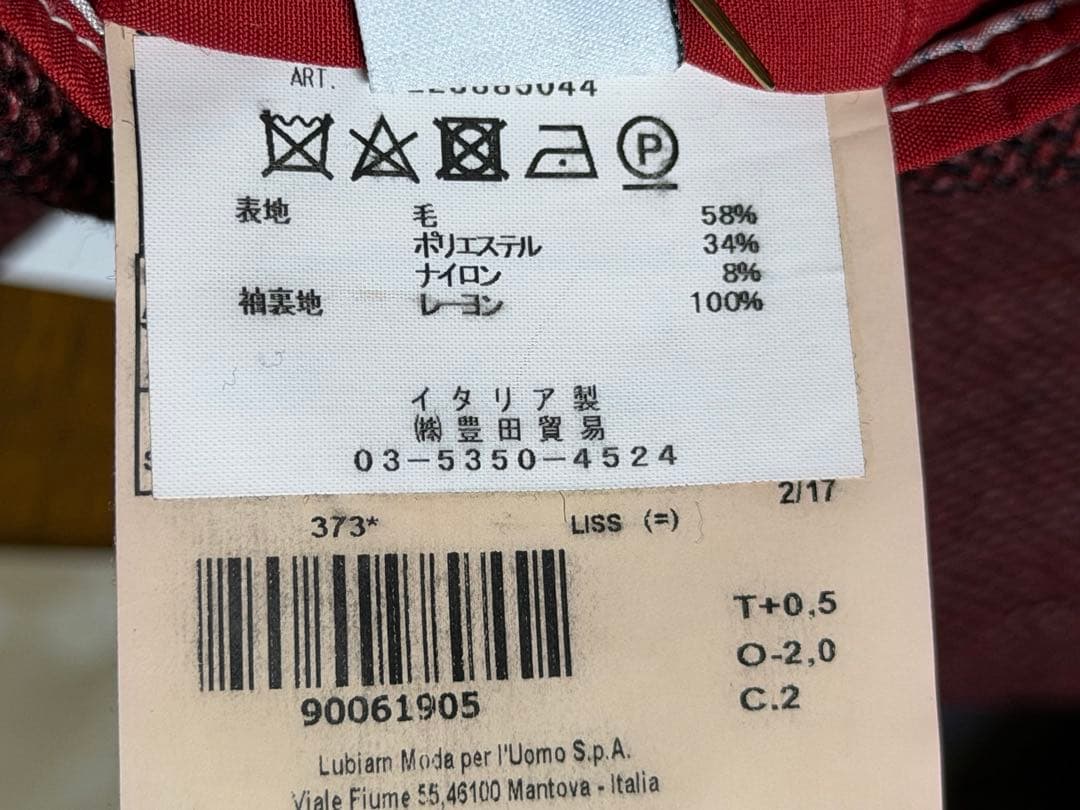 ART.
P
表地 毛 58%
ポリエステル 34%
ナイロン 8%
袖裏地 レーヨン 100%
イタリア製
㈱豊田貿易
03-5350-4524
2/17
373* LISS (=)
T+0,5
O-2,0
C.2
90061905
Lubiam Moda per l'Uomo S.p.A.
Viale Fiume 55,46100 Mantova - Italia